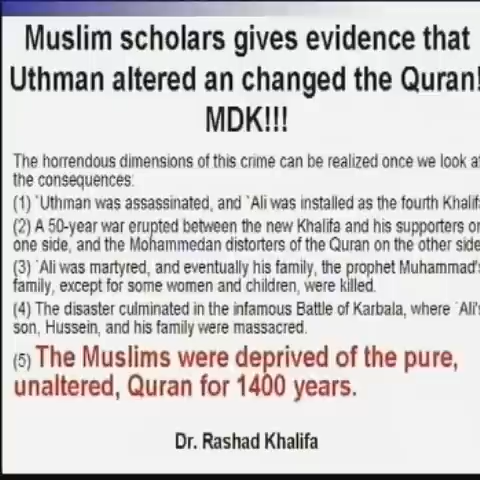 Muslim scholars gives evidence that
Uthman altered an changed the Quran!
MDK!!!
The horrendous dimensions of this crime can be realized once we look at
the consequences:
(1) `Uthman was assassinated, and `Ali was installed as the fourth Khalif
(2) A 50-year war erupted between the new Khalifa and his supporters on
one side, and the Mohammedan distorters of the Quran on the other side
(3) `Ali was martyred, and eventually his family, the prophet Muhammad's
family, except for some women and children, were killed.
(4) The disaster culminated in the infamous Battle of Karbala, where `Ali's
son, Hussein, and his family were massacred.
(5) The Muslims were deprived of the pure,
unaltered, Quran for 1400 years.
Dr. Rashad Khalifa